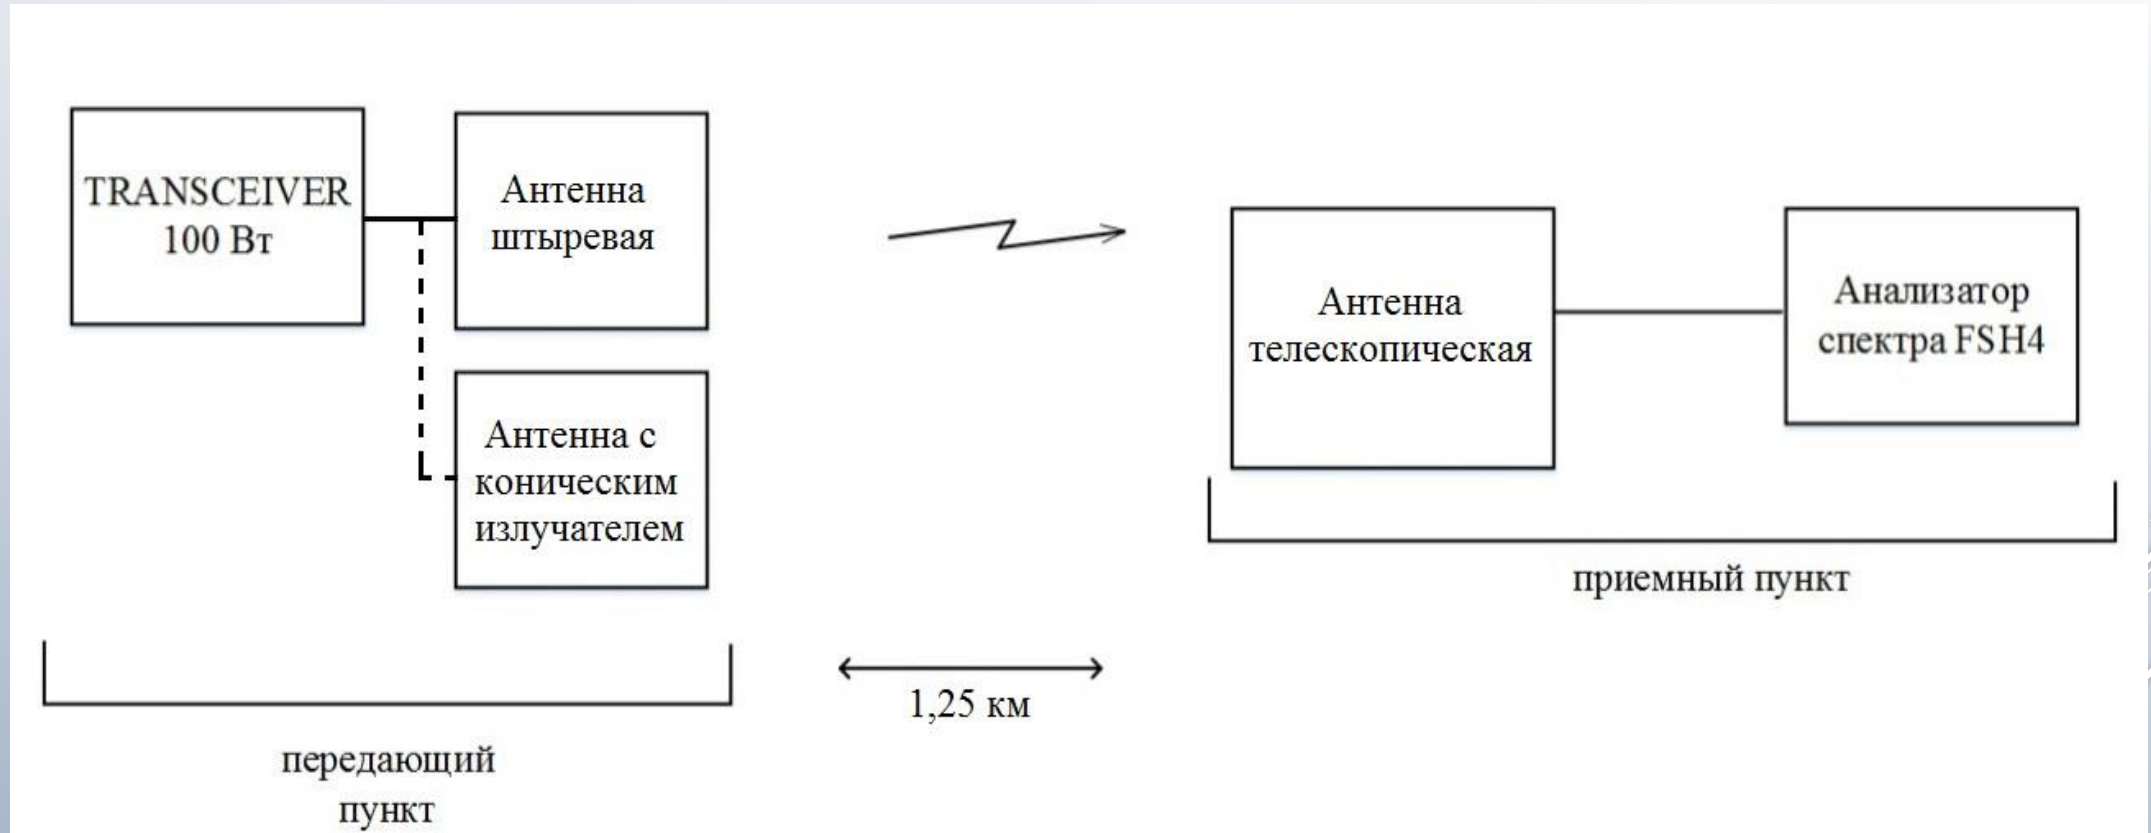 TRANSCEIVER
100 Вт
Антенна
штыревая
Антенна с
коническим
излучателем
передающий
пункт
1,25 км
Антенна
телескопическая
Анализатор
спектра FSH4
приемный пункт